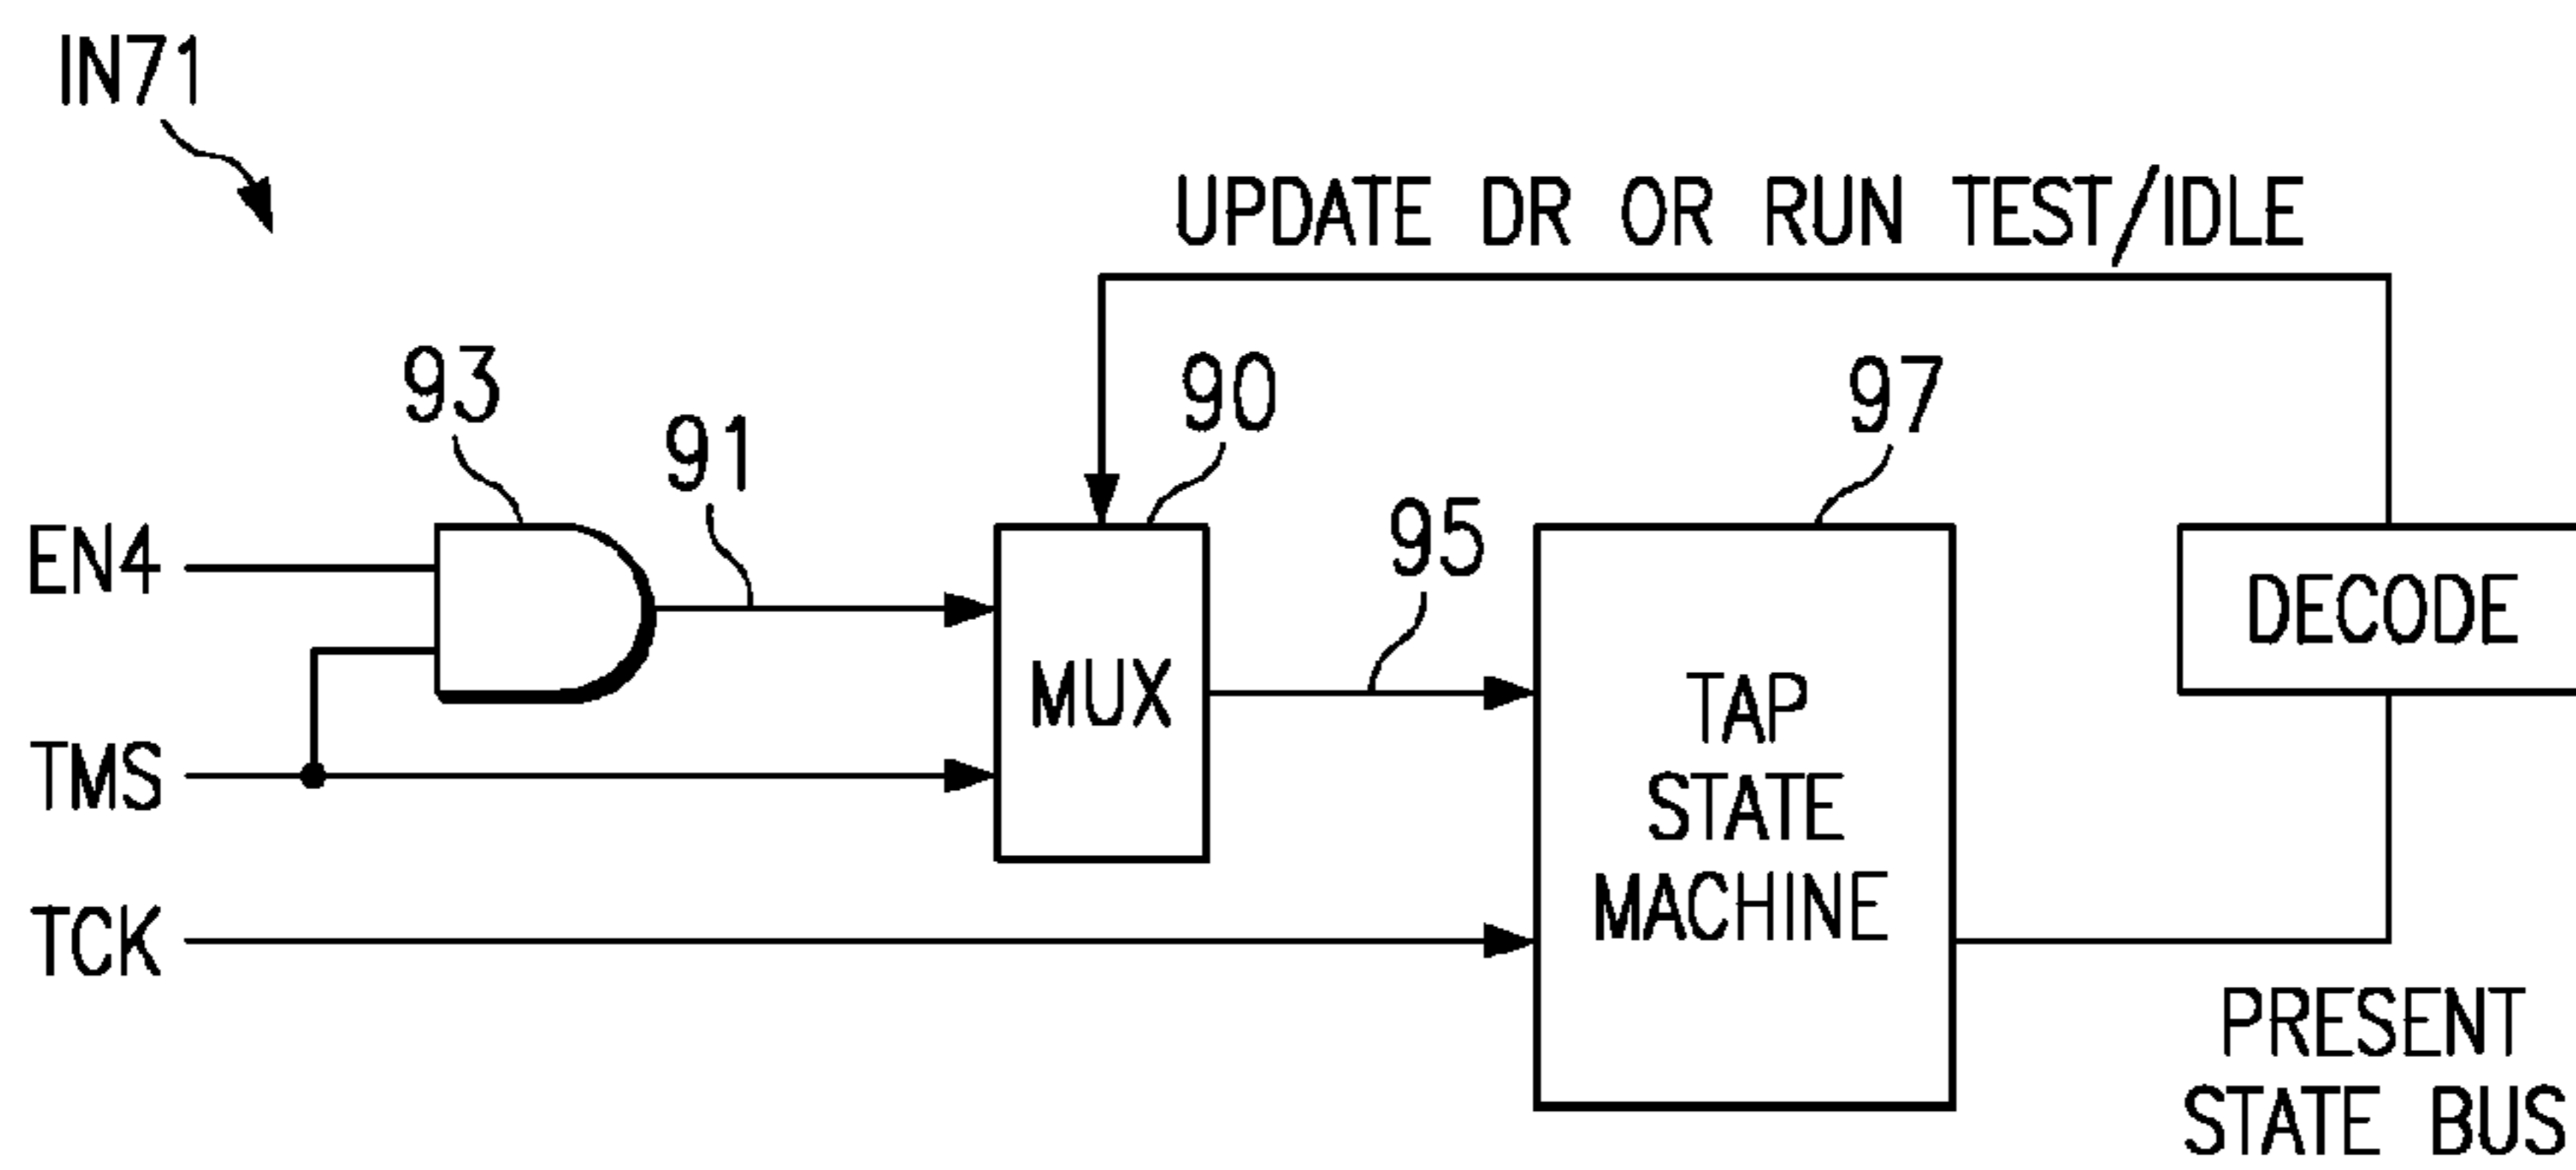 IN71
UPDATE DR OR RUN TEST/IDLE
93
91
90
97
95
EN4
DECODE
MUX
TMS
TAP
STATE
MACHINE
TCK
PRESENT
STATE BUS